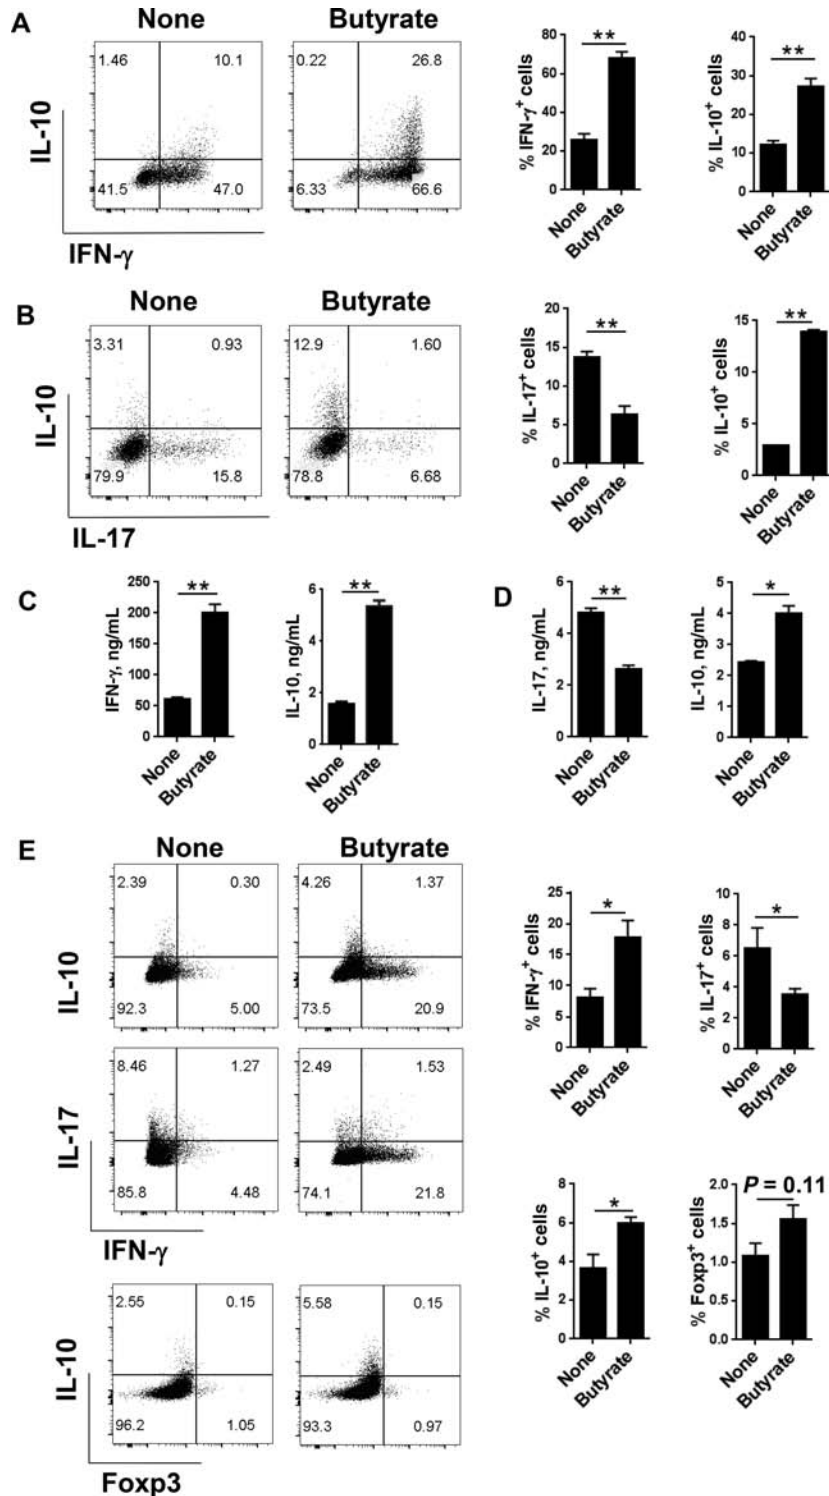 A
None
Butyrate
1.46
10.1
41.5
47.0
0.22
26.8
6.33
66.6
IL-10
IFN-γ
% IFN-γ+ cells
80
60
40
20
0
**
None
Butyrate
% IL-10+ cells
40
30
20
10
0
**
None
Butyrate
B
None
Butyrate
3.31
0.93
79.9
15.8
12.9
1.60
78.8
6.68
IL-10
IL-17
% IL-17+ cells
20
15
10
5
0
**
None
Butyrate
% IL-10+ cells
15
10
5
0
**
None
Butyrate
C
IFN-γ, ng/mL
250
200
150
100
50
0
**
None
Butyrate
IL-10, ng/mL
6
4
2
0
**
None
Butyrate
D
IL-17, ng/mL
6
4
2
0
**
None
Butyrate
IL-10, ng/mL
5
4
3
2
1
0
*
None
Butyrate
E
None
Butyrate
2.39
0.30
92.3
5.00
4.26
1.37
73.5
20.9
IL-10
8.46
1.27
85.8
4.48
2.49
1.53
74.1
21.8
IL-17
IFN-γ
2.55
0.15
96.2
1.05
5.58
0.15
93.3
0.97
IL-10
Foxp3
% IFN-γ+ cells
25
20
15
10
5
0
*
None
Butyrate
% IL-17+ cells
10
8
6
4
2
0
*
None
Butyrate
% IL-10+ cells
8
6
4
2
0
*
None
Butyrate
% Foxp3+ cells
2.0
1.5
1.0
0.5
0.0
P = 0.11
None
Butyrate